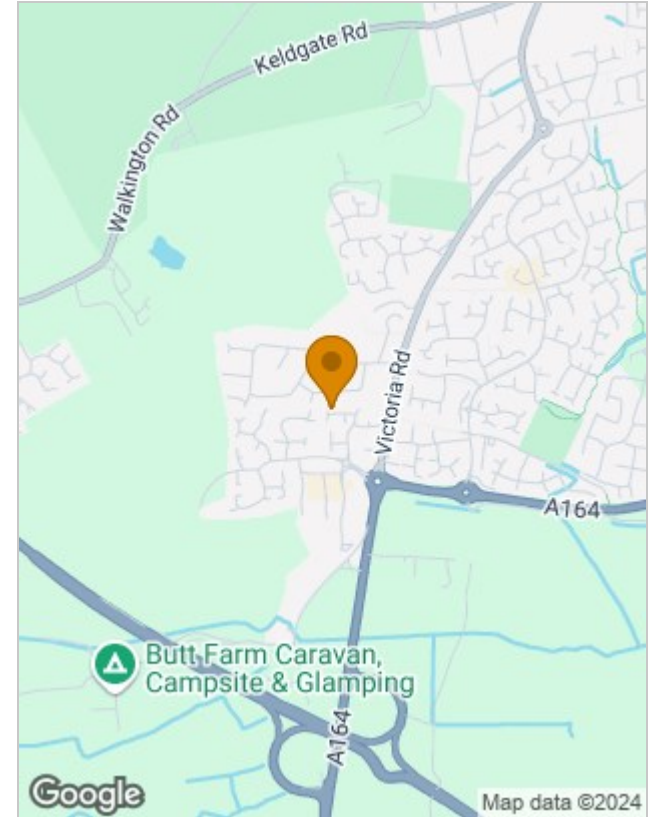 Keldgate Rd
Walkington Rd
Victoria Rd
A164
Butt Farm Caravan,
Campsite & Glamping
A164
Google
Map data ©2024